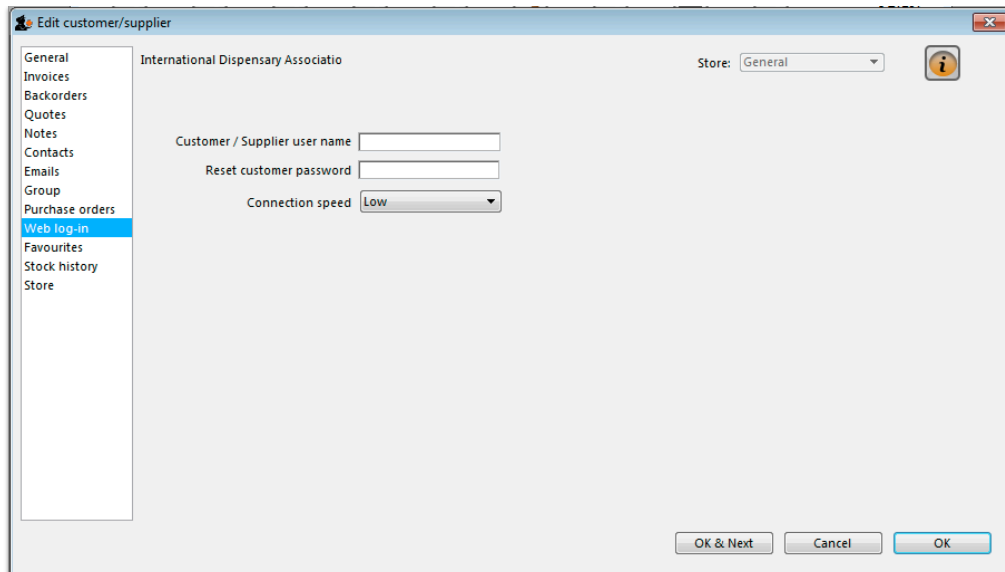 Edit customer/supplier
General
Invoices
Backorders
Quotes
Notes
Contacts
Emails
Group
Purchase orders
Web log-in
Favourites
Stock history
Store
International Dispensary Associatio
Store: General
i
Customer / Supplier user name
Reset customer password
Connection speed Low
OK & Next Cancel OK